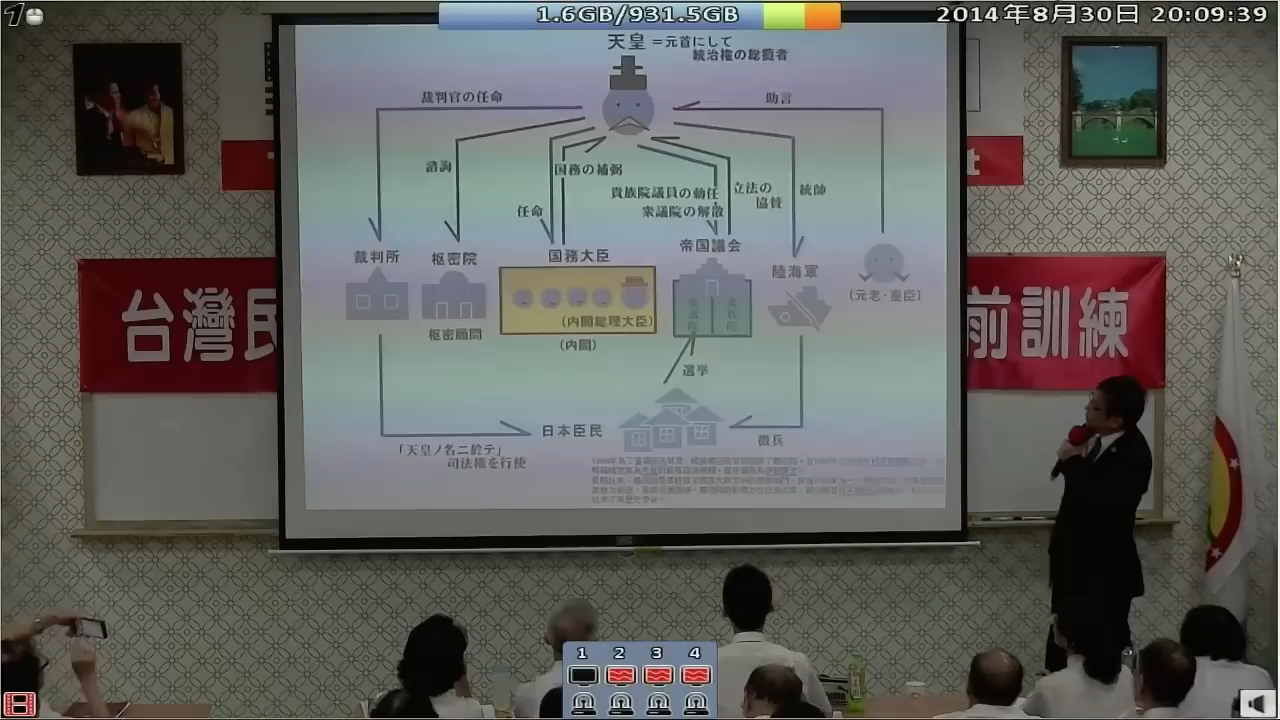 1.6GB/931.5GB
2014年8月30日 20:09:39
天皇 =元首にして
統治権の総覧者
裁判官の任命
助言
諮詢
国務の補弼
任命
貴族院議員の勅任
衆議院の解散
立法の
協賛
統帥
裁判所
枢密院
国務大臣
帝国議会
陸海軍
(元老・重臣)
枢密顧問
(内閣総理大臣)
(内閣)
選挙
台灣民
前訓練
t
日本臣民
徴兵
「天皇ノ名ニ於テ」
司法権を行使
1 2 3 4